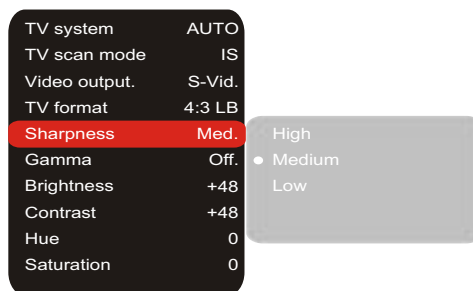 TV system AUTO
TV scan mode IS
Video output. S-Vid.
TV format 4:3 LB
Sharpness Med.
Gamma Off.
Brightness +48
Contrast +48
Hue 0
Saturation 0
High
Medium
Low